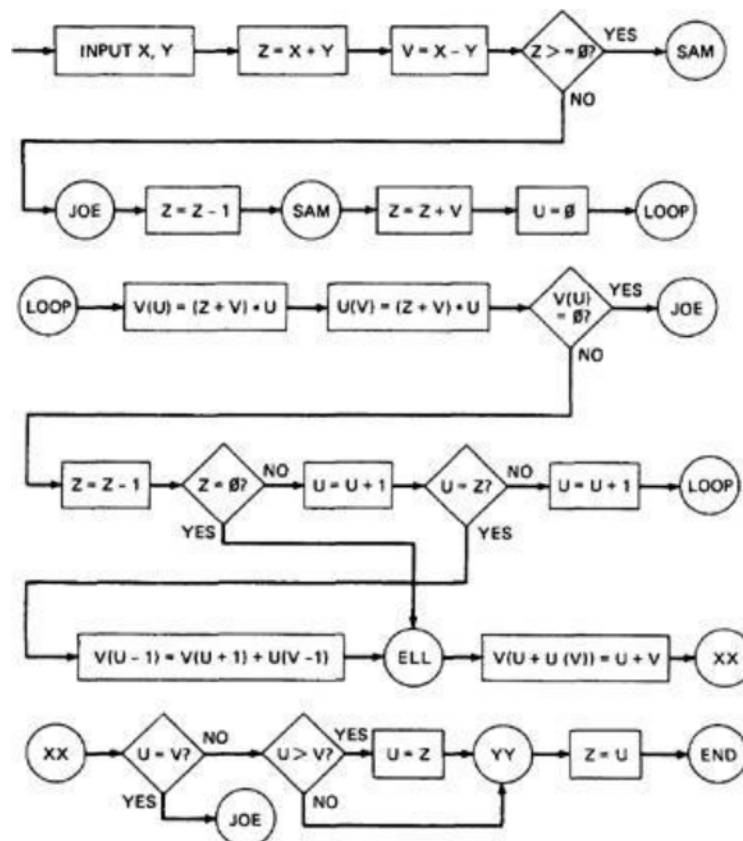 INPUT X, Y
Z = X + Y
V = X - Y
Z > = Ø?
YES
SAM
NO
JOE
Z = Z - 1
SAM
Z = Z + V
U = Ø
LOOP
LOOP
V(U) = (Z + V) * U
U(V) = (Z + V) * U
V(U)
= Ø?
YES
JOE
NO
Z = Z - 1
Z = Ø?
NO
U = U + 1
U = Z?
NO
U = U + 1
LOOP
YES
YES
V(U - 1) = V(U + 1) + U(V - 1)
ELL
V(U + U (V)) = U + V
XX
XX
U = V?
NO
U > V?
YES
U = Z
YY
Z = U
END
YES
JOE
NO